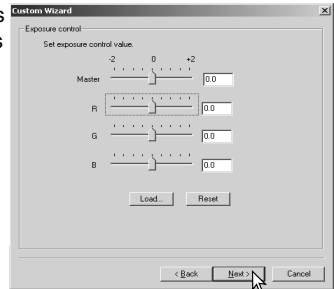 s
s
Custom Wizard
Exposure control
Set exposure control value.
-2 0 +2
Master 0.0
R 0.0
G 0.0
B 0.0
Load... Reset
< Back Next > Cancel